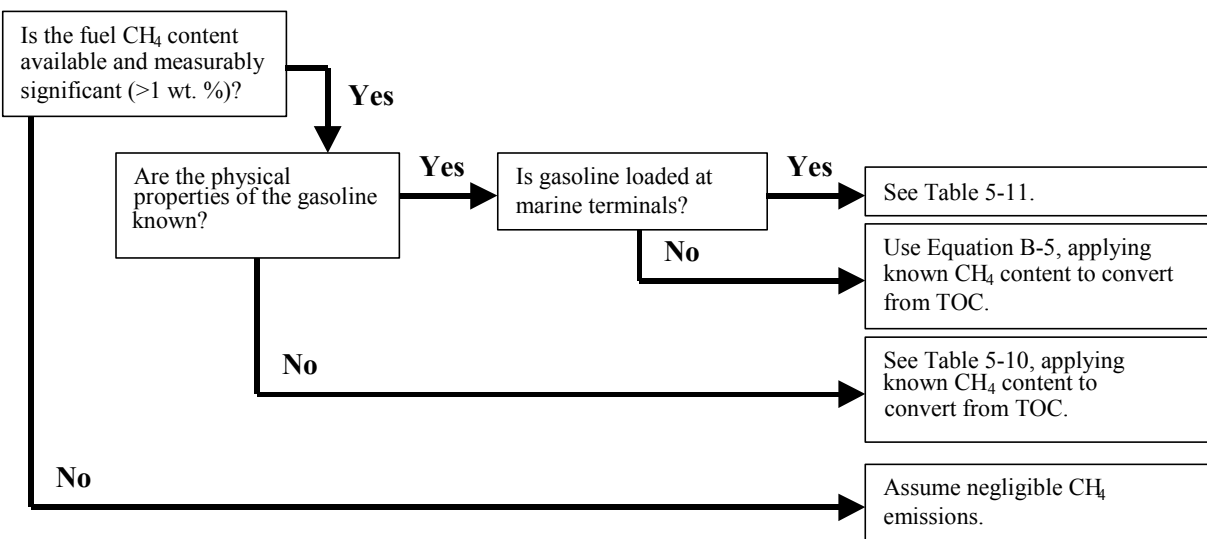 Is the fuel CH4 content
available and measurably
significant (>1 wt. %)?
Yes
Are the physical
properties of the gasoline
known?
Yes
Is gasoline loaded at
marine terminals?
Yes
See Table 5-11.
No
Use Equation B-5, applying
known CH4 content to convert
from TOC.
No
See Table 5-10, applying
known CH4 content to
convert from TOC.
No
Assume negligible CH4
emissions.